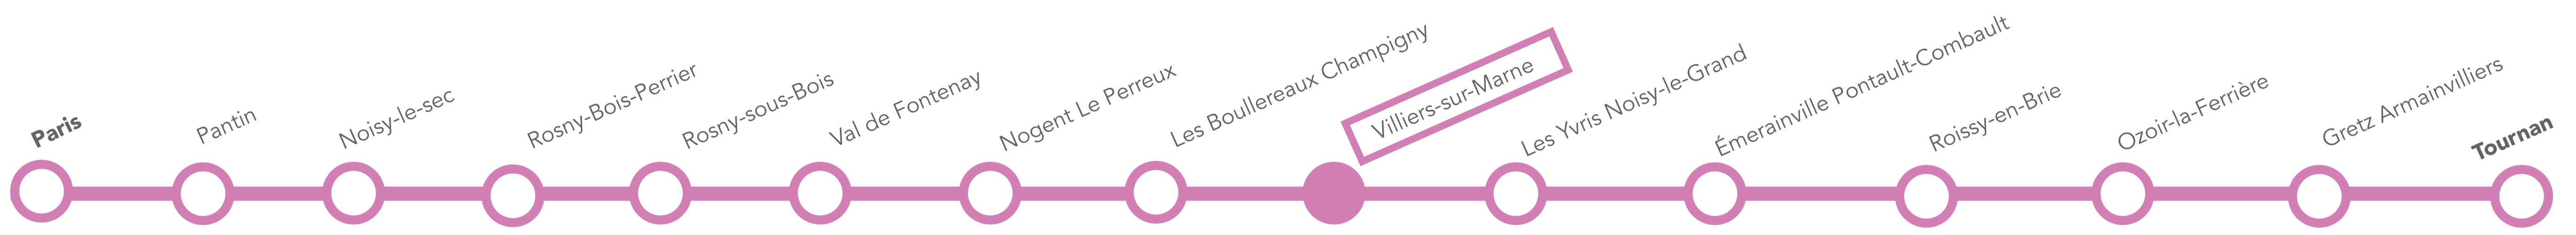 Paris
Pantin
Noisy-le-sec
Rosny-Bois-Perrier
Rosny-sous-Bois
Val de Fontenay
Nogent Le Perreux
Les Boullereaux Champigny
Villiers-sur-Marne
Les Yvris Noisy-le-Grand
Émerainville Pontault-Combault
Roissy-en-Brie
Ozoir-la-Ferrière
Gretz Armainvilliers
Tournan